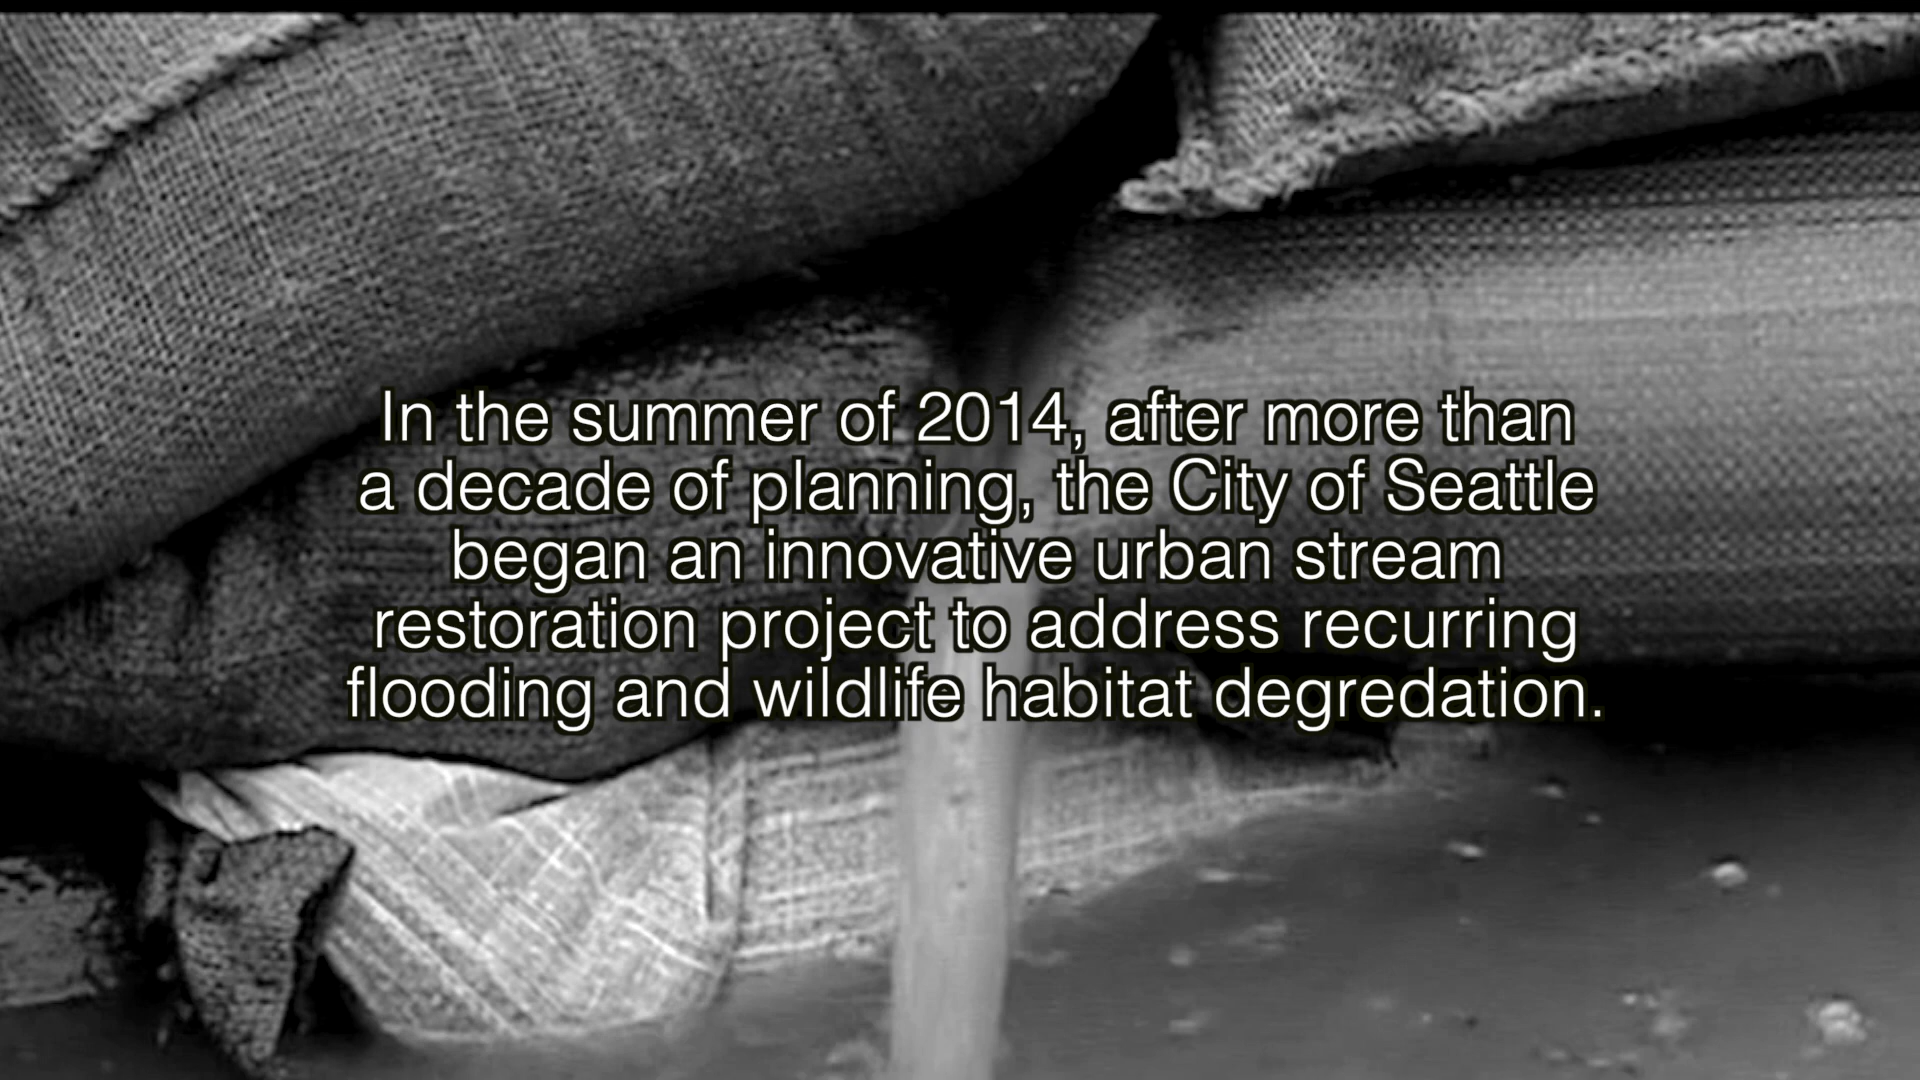 In the summer of 2014, after more than
a decade of planning, the City of Seattle
began an innovative urban stream
restoration project to address recurring
flooding and wildlife habitat degredation.